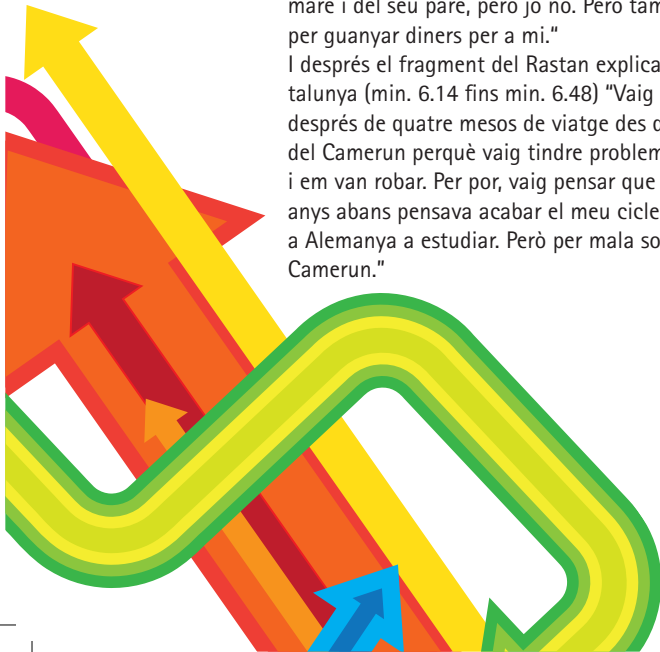 mare i del seu pare, però jo no. Però tam
per guanyar diners per a mi.“
I després el fragment del Rastan explica
talunya (min. 6.14 fins min. 6.48) “Vaig
després de quatre mesos de viatge des d
del Camerun perquè vaig tindre problem
i em van robar. Per por, vaig pensar que
anys abans pensava acabar el meu cicle
a Alemanya a estudiar. Però per mala so
Camerun.”